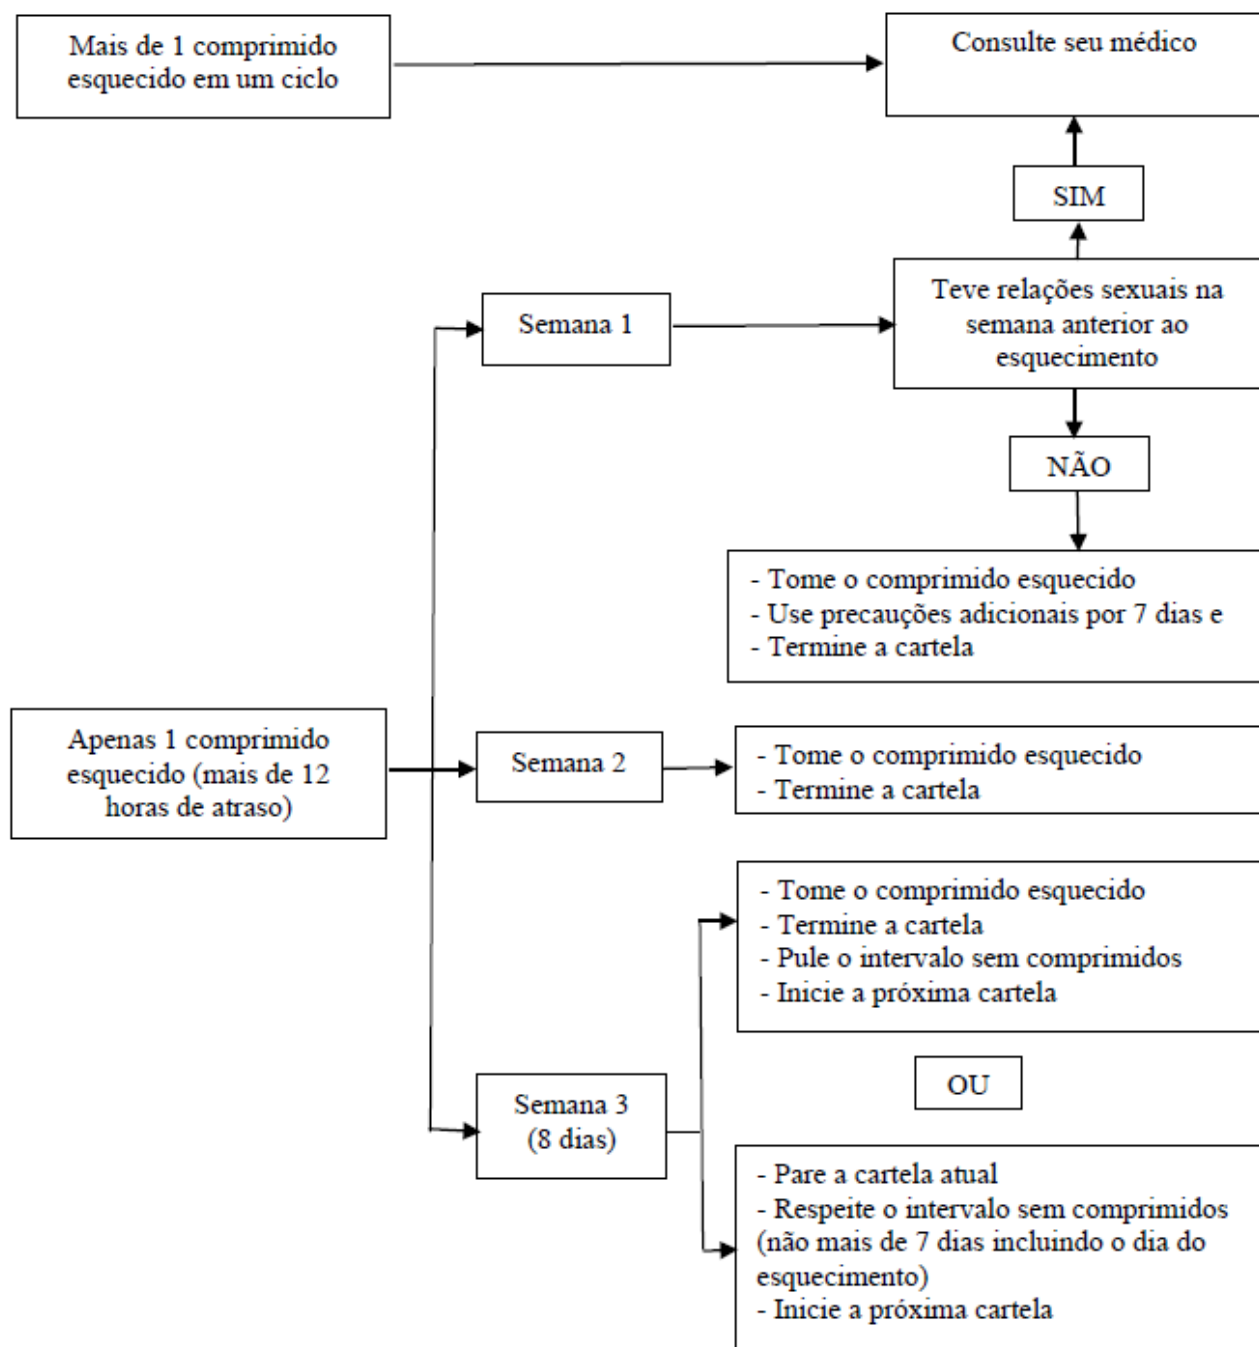 Mais de 1 comprimido
esquecido em um ciclo
Consulte seu médico
SIM
Teve relações sexuais na
semana anterior ao
esquecimento
Semana 1
NÃO
- Tome o comprimido esquecido
- Use precauções adicionais por 7 dias e
- Termine a cartela
Apenas 1 comprimido
esquecido (mais de 12
horas de atraso)
Semana 2
- Tome o comprimido esquecido
- Termine a cartela
- Tome o comprimido esquecido
- Termine a cartela
- Pule o intervalo sem comprimidos
- Inicie a próxima cartela
OU
Semana 3
(8 dias)
- Pare a cartela atual
- Respeite o intervalo sem comprimidos
(não mais de 7 dias incluindo o dia do
esquecimento)
- Inicie a próxima cartela